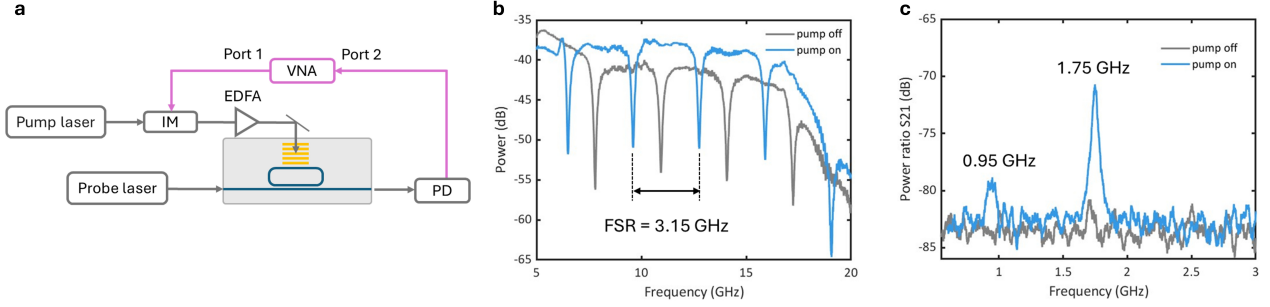 a
Port 1
Port 2
VNA
EDFA
Pump laser
IM
Probe laser
PD
b
-35
-40
-45
-50
-55
-60
-65
Power (dB)
pump off
pump on
FSR = 3.15 GHz
5
10
15
20
Frequency (GHz)
c
-65
-70
-75
-80
-85
Power ratio S21 (dB)
pump off
pump on
1.75 GHz
0.95 GHz
1
1.5
2
2.5
3
Frequency (GHz)